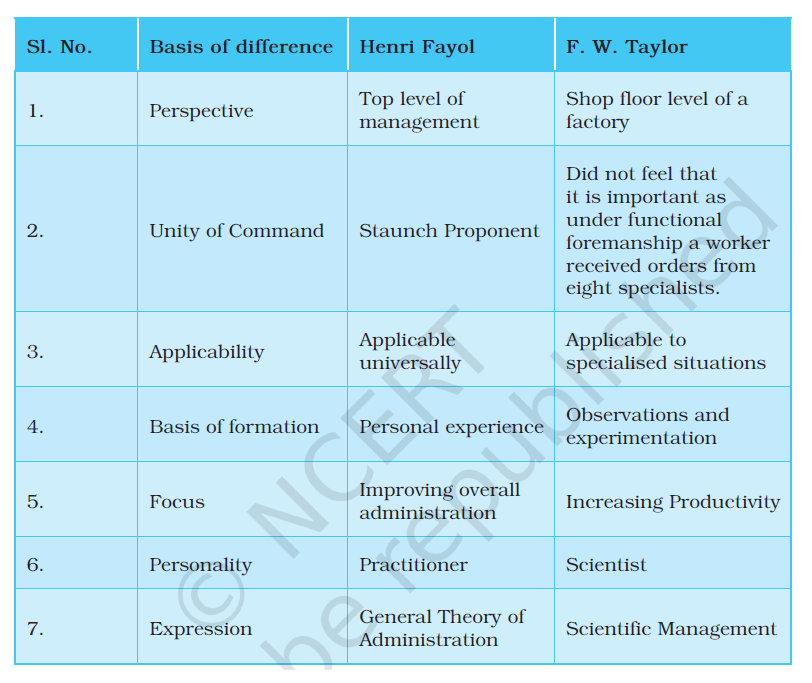 Sl. No. Basis of difference Henri Fayol F. W. Taylor
1. Perspective Top level of management Shop floor level of a factory
2. Unity of Command Staunch Proponent Did not feel that it is important as under functional foremanship a worker received orders from eight specialists.
3. Applicability Applicable universally Applicable to specialised situations
4. Basis of formation Personal experience Observations and experimentation
5. Focus Improving overall administration Increasing Productivity
6. Personality Practitioner Scientist
7. Expression General Theory of Administration Scientific Management
© NCERT
be republished